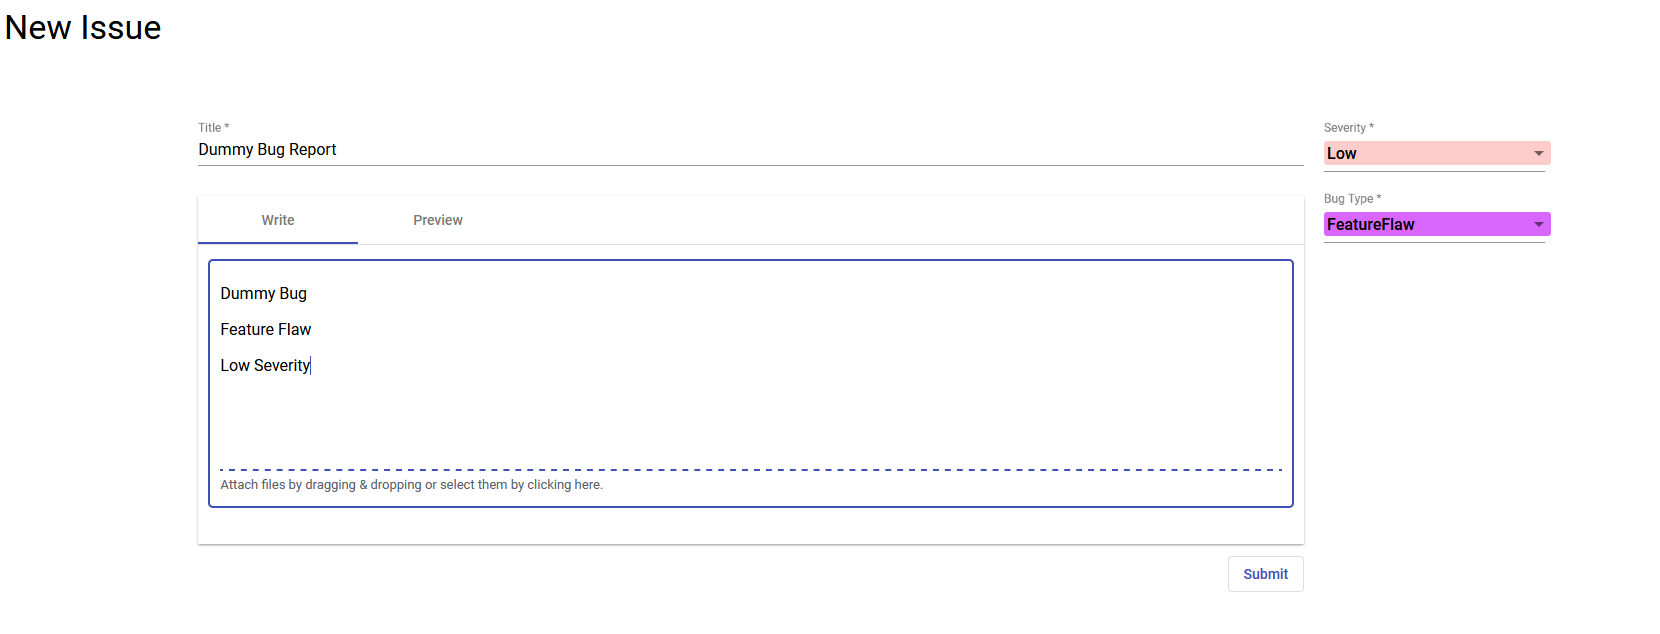 New Issue
Title *
Dummy Bug Report
Severity *
Low
Bug Type *
FeatureFlaw
Write
Preview
Dummy Bug
Feature Flaw
Low Severity
Attach files by dragging & dropping or select them by clicking here.
Submit